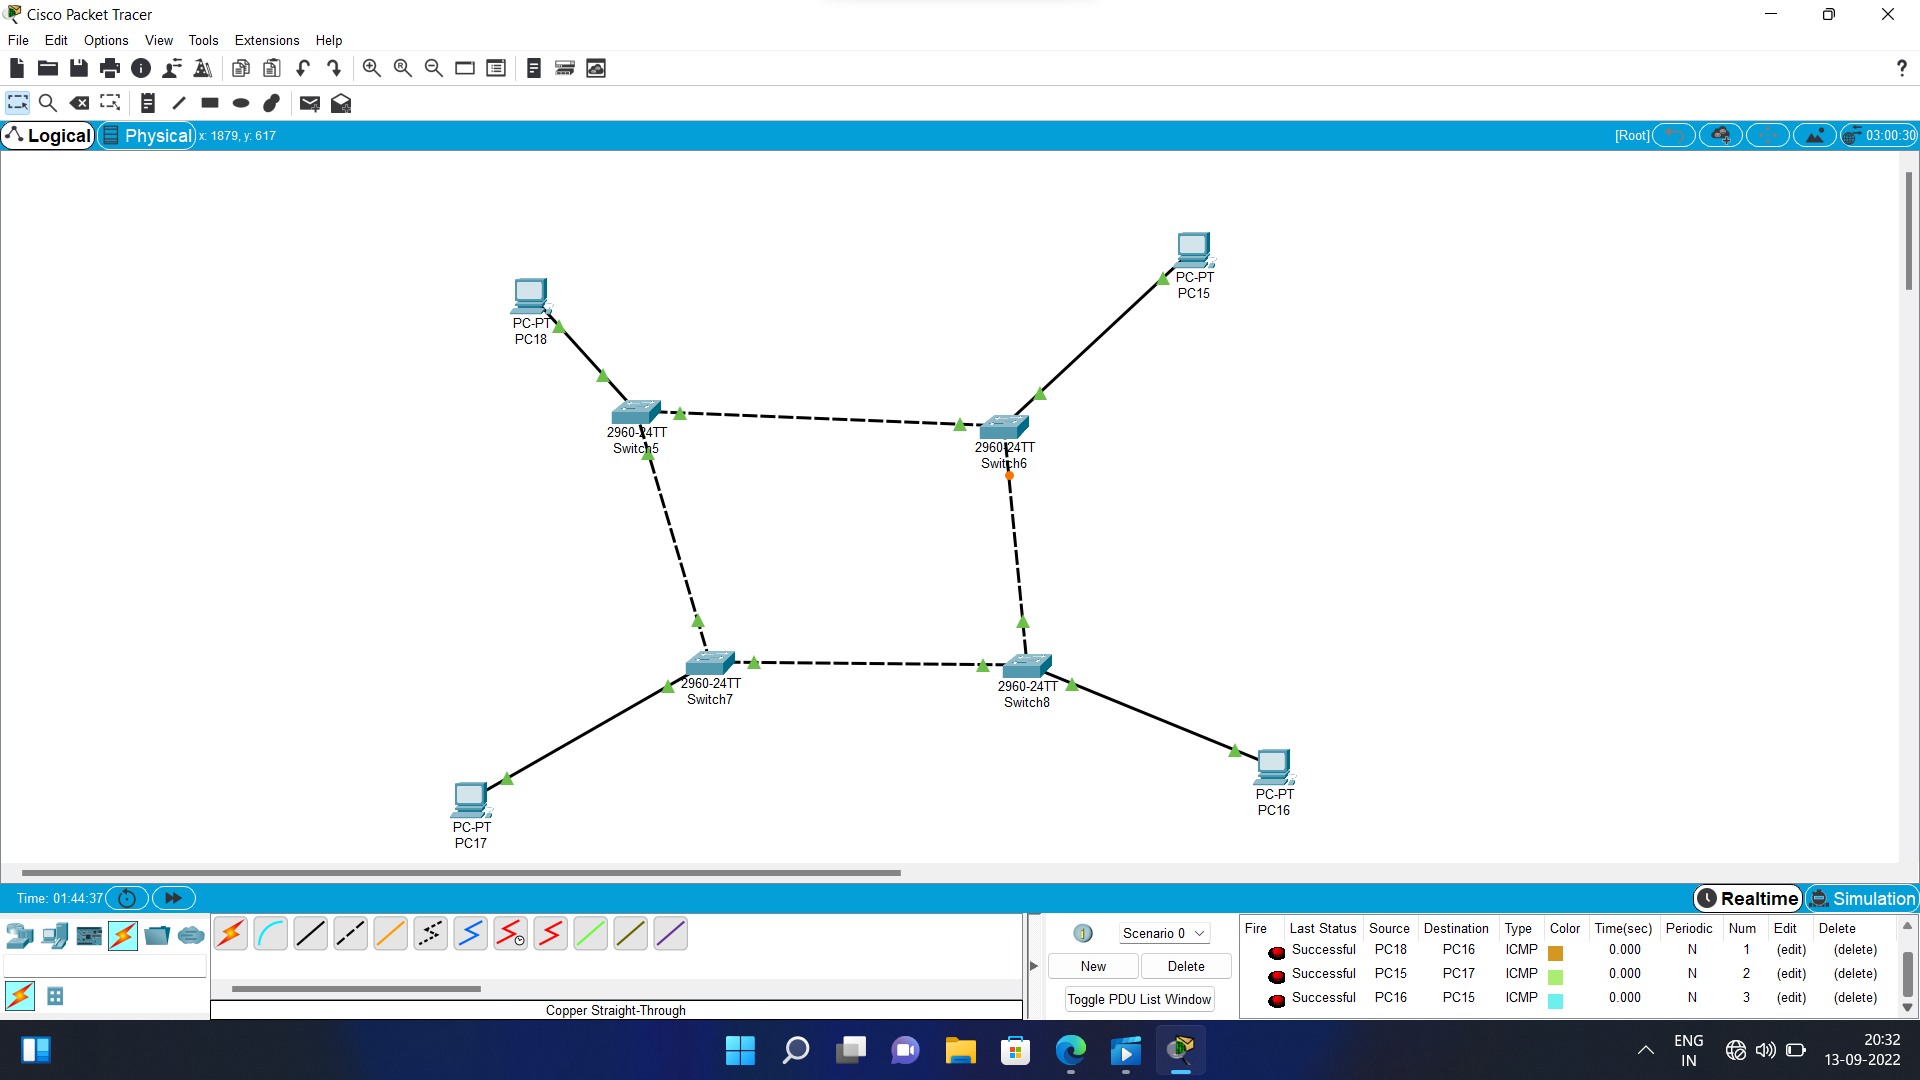 Cisco Packet Tracer
File Edit Options View Tools Extensions Help
Logical Physical x: 1879, y: 617 [Root] 03:00:30
PC-PT
PC15
PC-PT
PC18
2960-24TT
Switch5
2960-24TT
Switch6
2960-24TT
Switch7
2960-24TT
Switch8
PC-PT
PC16
PC-PT
PC17
Time: 01:44:37 Realtime Simulation
Scenario 0
New Delete
Toggle PDU List Window
Fire Last Status Source Destination Type Color Time(sec) Periodic Num Edit Delete
Successful PC18 PC16 ICMP 0.000 N 1 (edit) (delete)
Successful PC15 PC17 ICMP 0.000 N 2 (edit) (delete)
Successful PC16 PC15 ICMP 0.000 N 3 (edit) (delete)
Copper Straight-Through
ENG
IN
20:32
13-09-2022